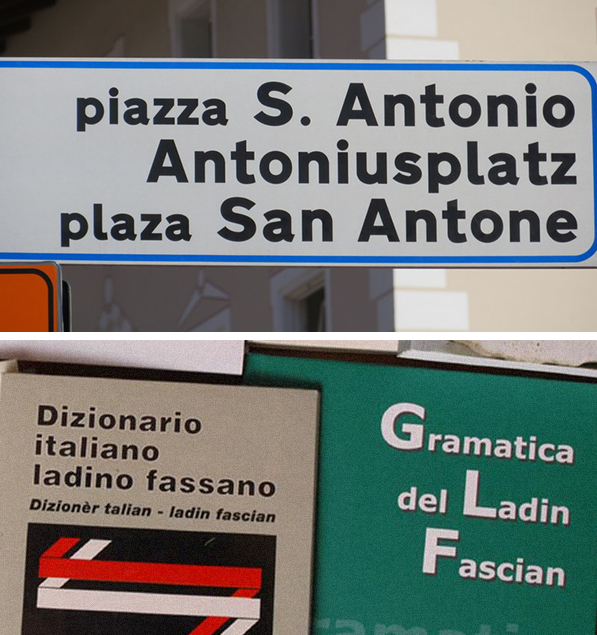 piazza S. Antonio
Antoniusplatz
plaza San Antone
Dizionario
italiano
ladino fassano
Dizionèr talian - ladin fascian
Gramatica
del Ladin
Fascian